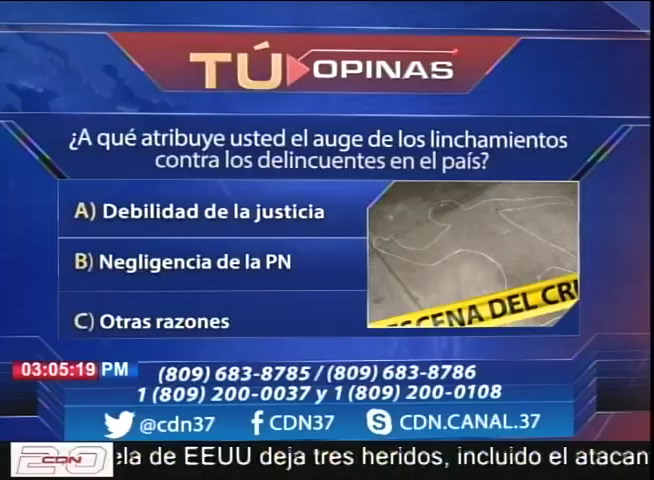 TÚ OPINAS
¿A qué atribuye usted el auge de los linchamientos
contra los delincuentes en el país?
A) Debilidad de la justicia
B) Negligencia de la PN
C) Otras razones
ESCENA DEL CRI
03:05:19 PM
(809) 683-8785 / (809) 683-8786
1 (809) 200-0037 y 1 (809) 200-0108
@cdn37
CDN37
CDN.CANAL.37
CDN 20
ela de EEUU deja tres heridos, incluido el atacan